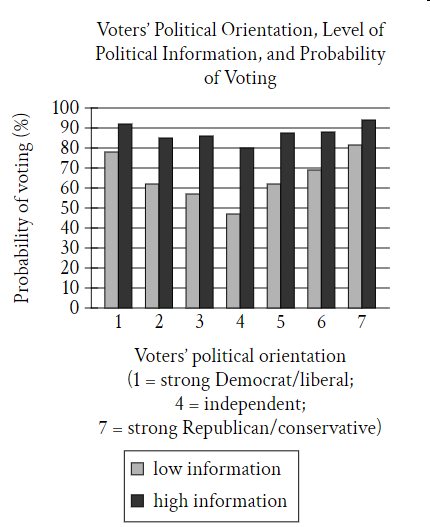 Voters’ Political Orientation, Level of
Political Information, and Probability
of Voting
Probability of voting (%)
100
90
80
70
60
50
40
30
20
10
0
1 2 3 4 5 6 7
Voters’ political orientation
(1 = strong Democrat/liberal;
4 = independent;
7 = strong Republican/conservative)
low information
high information